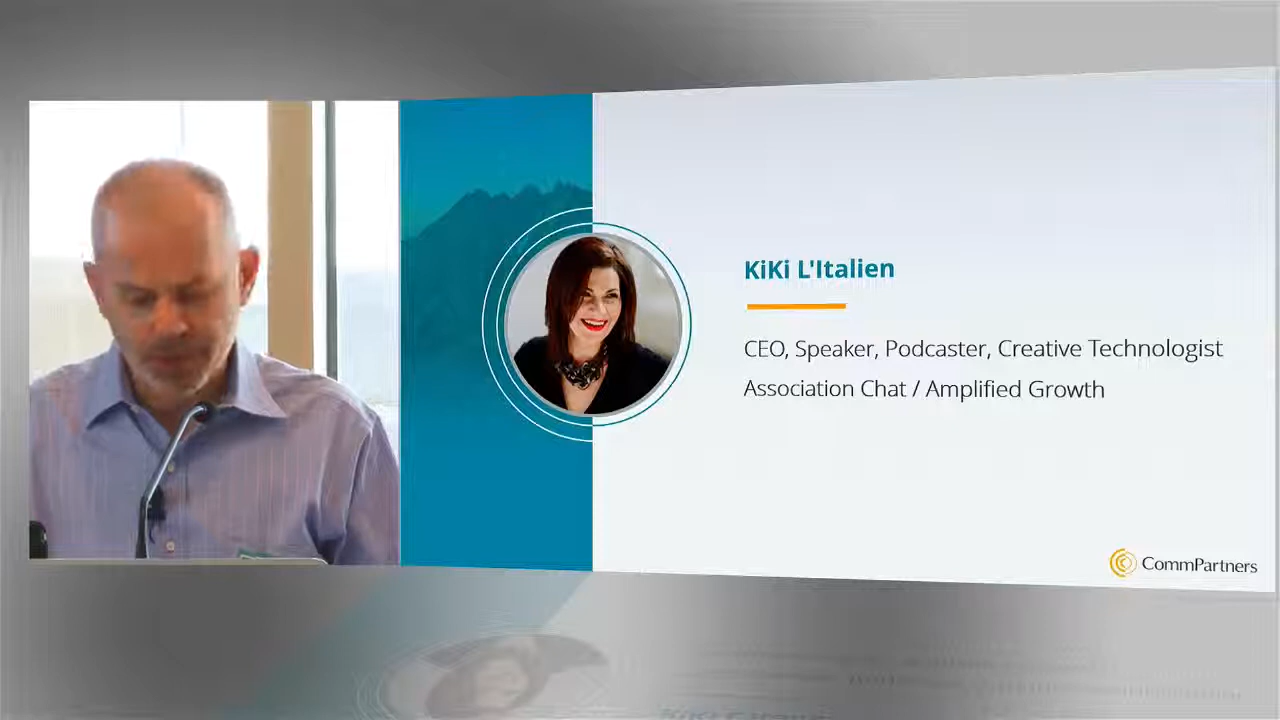 KiKi L'Italien
CEO, Speaker, Podcaster, Creative Technologist
Association Chat / Amplified Growth
CommPartners